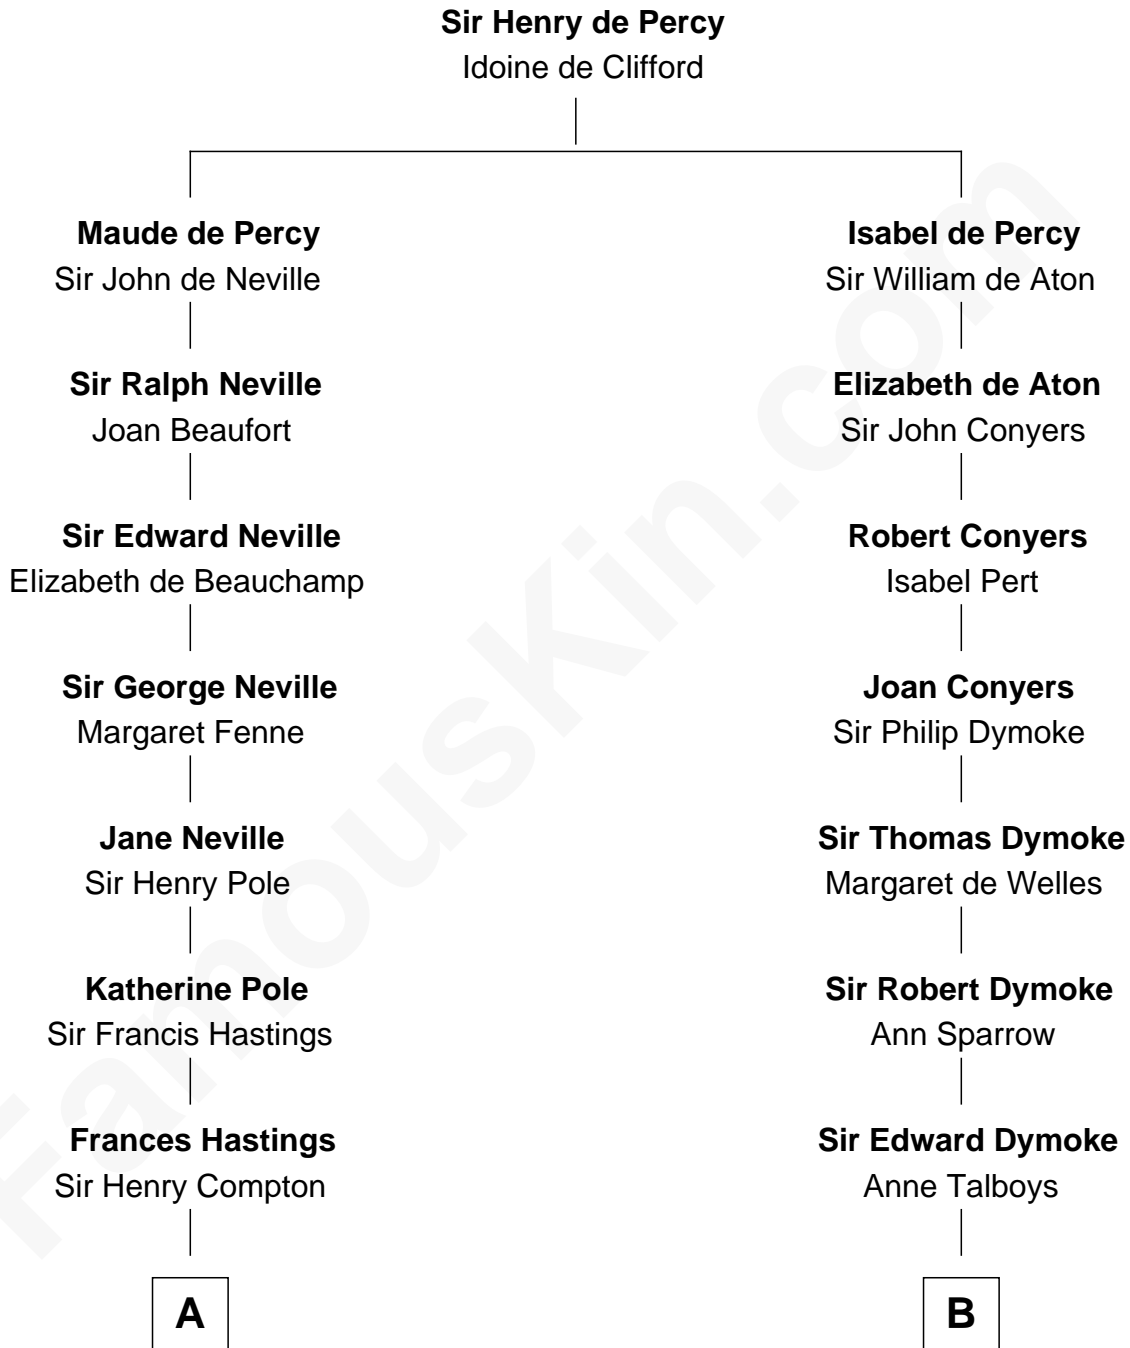 Sir Henry de Percy
Idoine de Clifford
Maude de Percy
Sir John de Neville
Isabel de Percy
Sir William de Aton
Sir Ralph Neville
Joan Beaufort
Elizabeth de Aton
Sir John Conyers
Sir Edward Neville
Elizabeth de Beauchamp
Robert Conyers
Isabel Pert
Sir George Neville
Margaret Fenne
Joan Conyers
Sir Philip Dymoke
Jane Neville
Sir Henry Pole
Sir Thomas Dymoke
Margaret de Welles
Katherine Pole
Sir Francis Hastings
Sir Robert Dymoke
Ann Sparrow
Frances Hastings
Sir Henry Compton
Sir Edward Dymoke
Anne Talboys
A
B
FamousKin.com